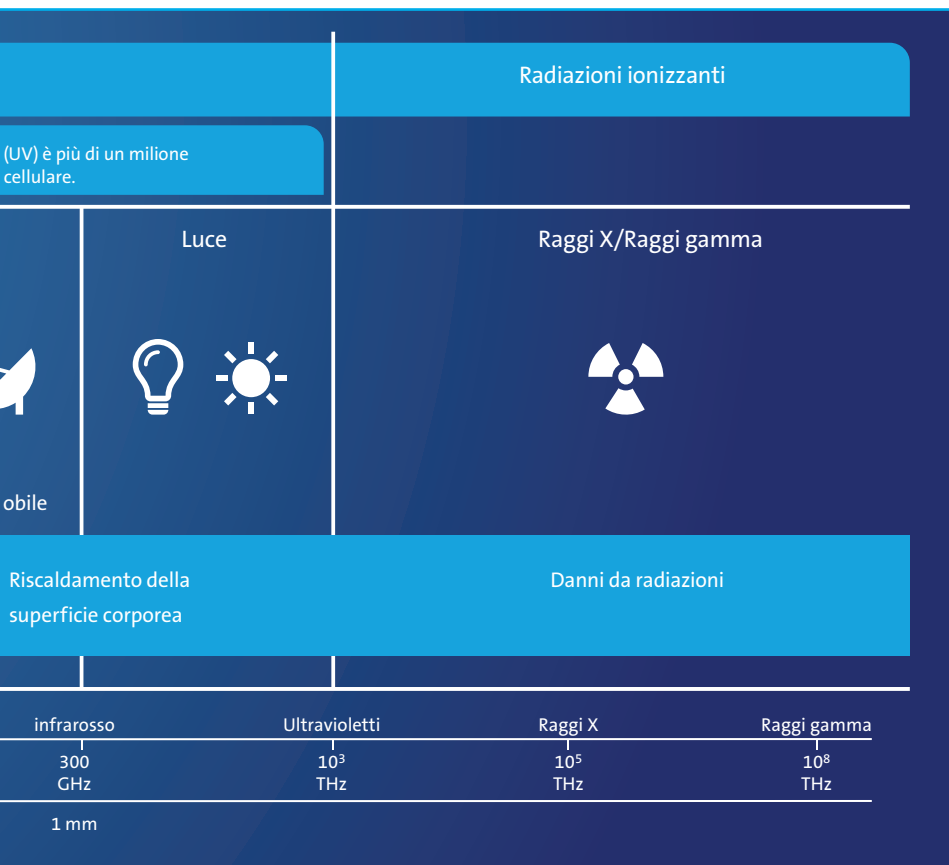 Radiazioni ionizzanti
(UV) è più di un milione
cellulare.
Luce
Raggi X/Raggi gamma
obile
Riscaldamento della
superficie corporea
Danni da radiazioni
infrarosso
Ultravioletti
Raggi X
Raggi gamma
300
GHz
10³
THz
10⁵
THz
10⁸
THz
1 mm